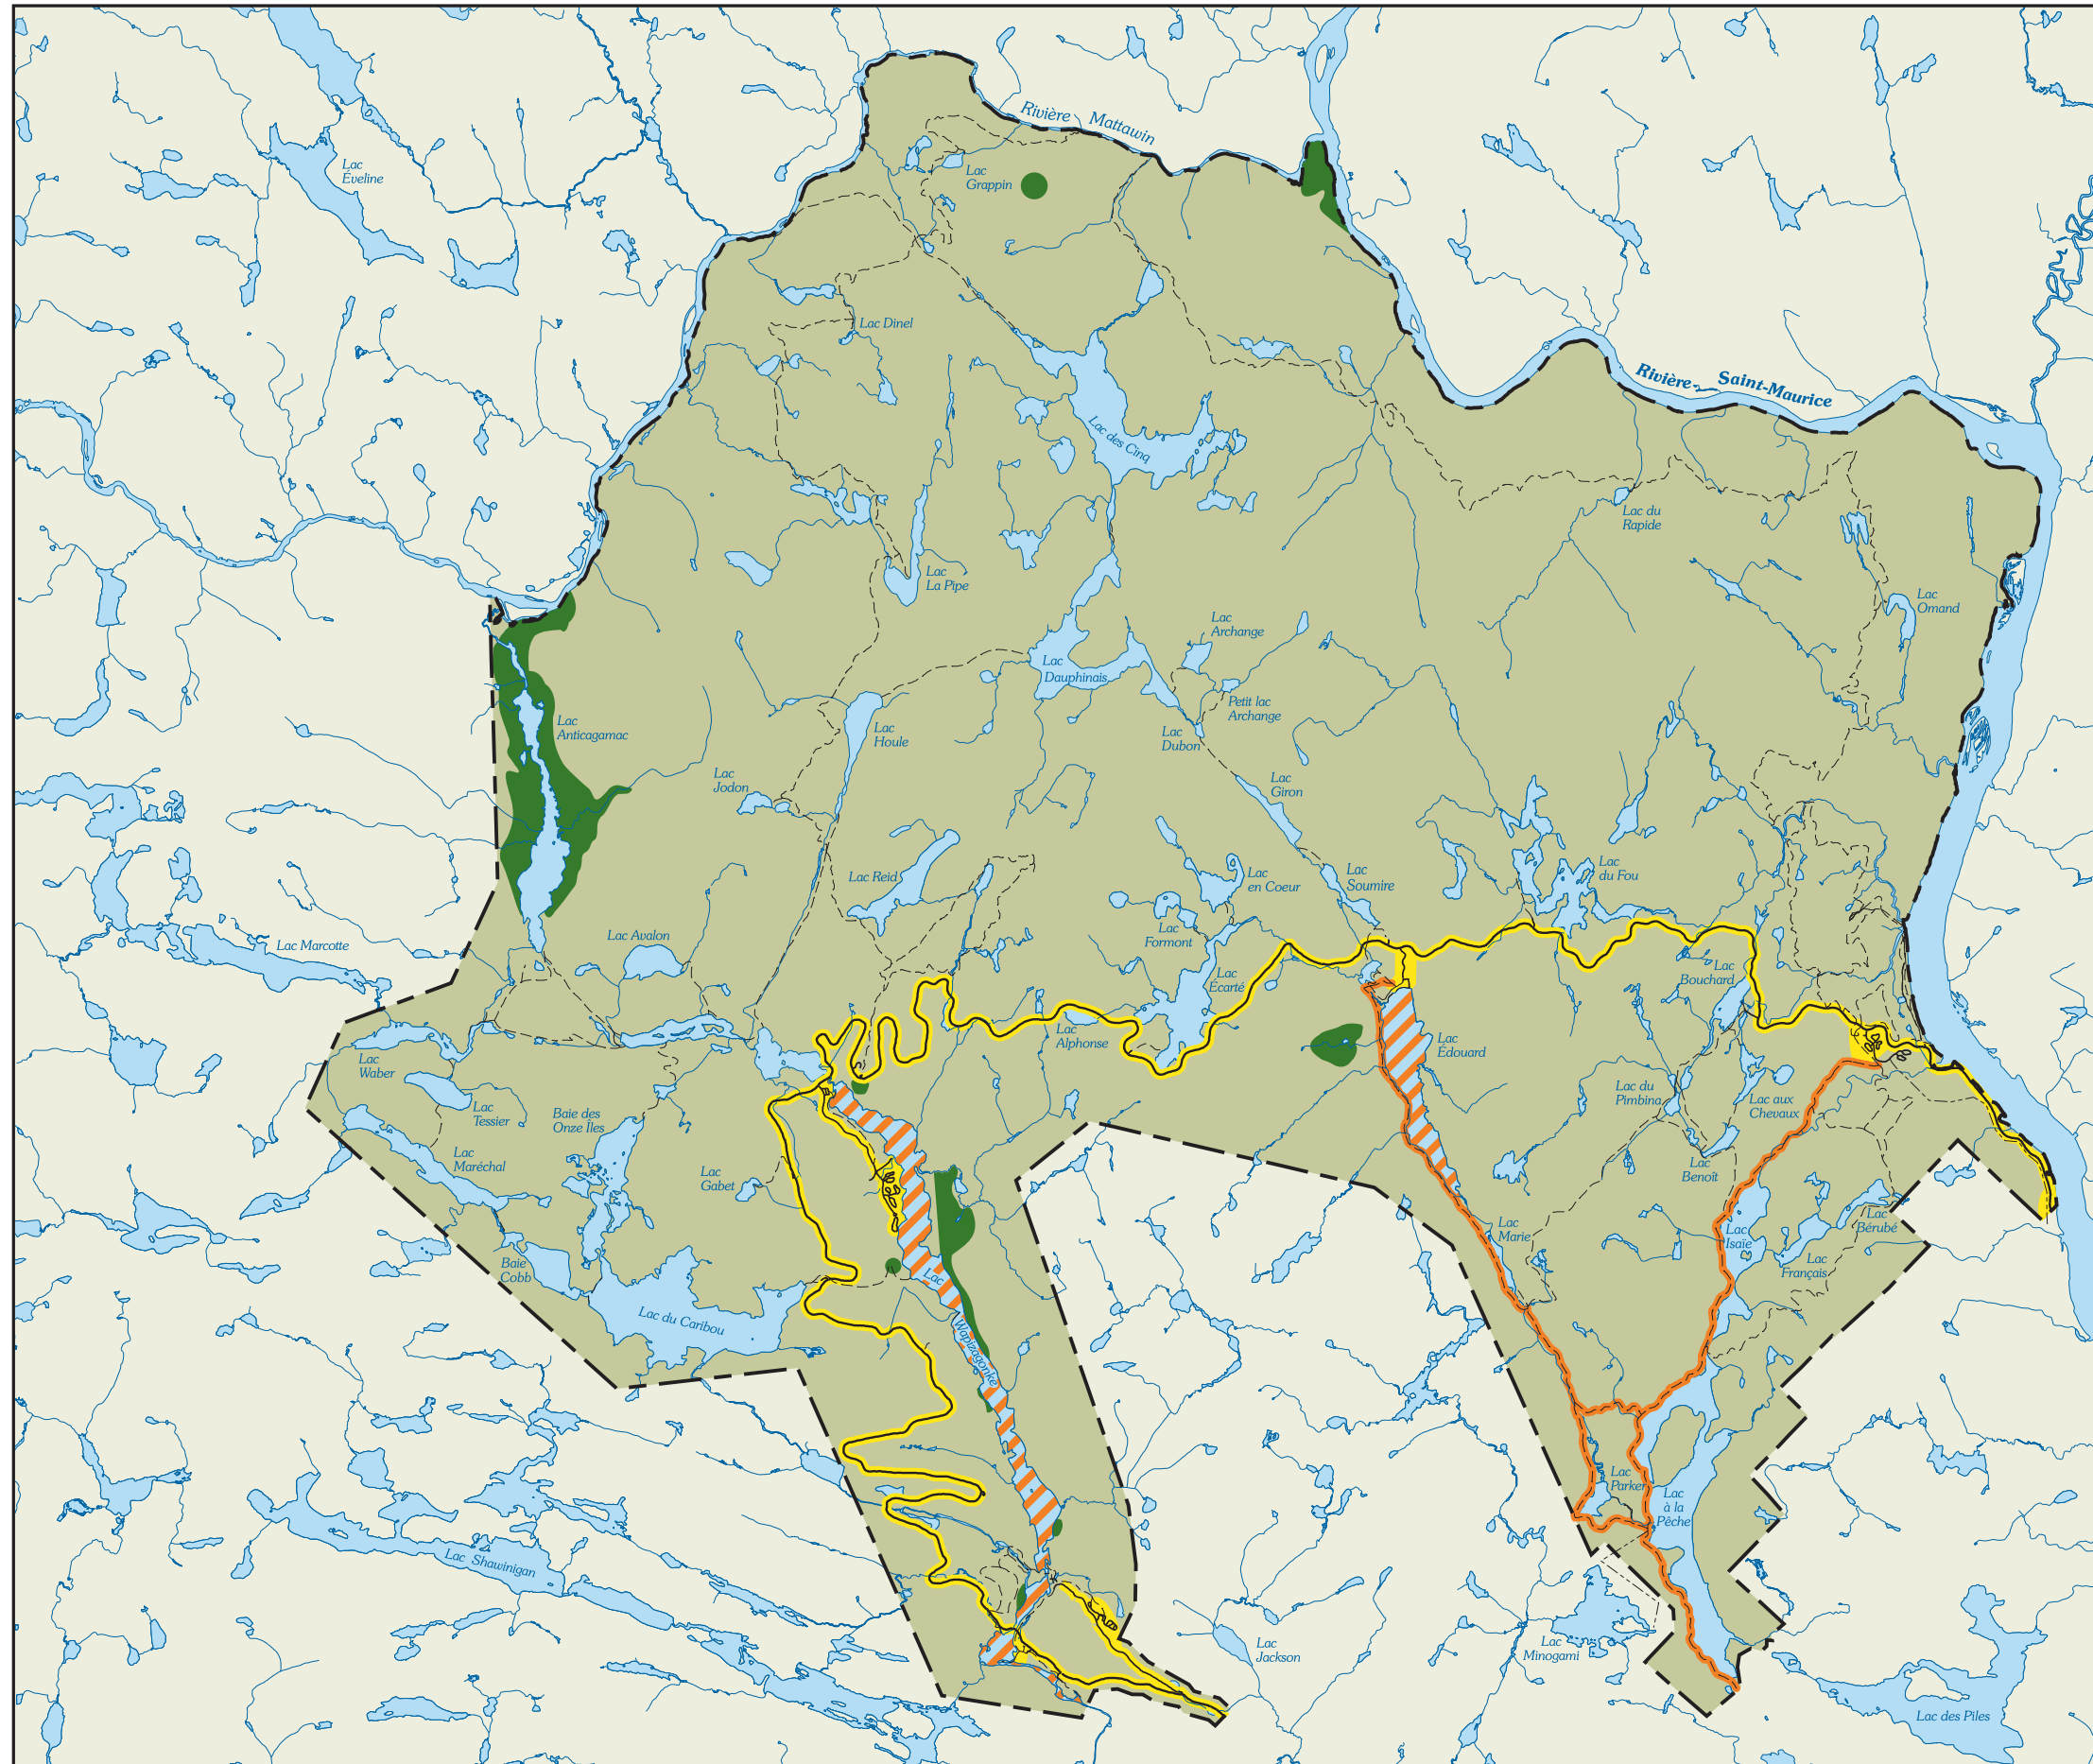 Rivière Mattawin
Lac
Éveline
Lac
Grappin
Lac Dinel
Rivière Saint-Maurice
Lac des Cinq
Lac du
Rapide
Lac
La Pipe
Lac
Omand
Lac
Archange
Lac
Dauphinais
Petit lac
Archange
Lac
Anticagamac
Lac
Houle
Lac
Dubon
Lac
Jodon
Lac
Giron
Lac Reid
Lac
en Coeur
Lac
Soumire
Lac
du Fou
Lac Marcotte
Lac Avalon
Lac
Formont
Lac
Écarté
Lac
Bouchard
Lac
Alphonse
Lac
Édouard
Lac
Waber
Lac
Tessier
Baie des
Onze Îles
Lac du
Pimbina
Lac aux
Chevaux
Lac
Maréchal
Lac
Gabet
Lac
Benoit
Lac
Marie
Lac
Isaïe
Lac
Bérubé
Baie
Cobb
Lac
Français
Lac
Wapizagonke
Lac du Caribou
Lac
Parker
Lac
à la
Pêche
Lac Shawinigan
Lac
Jackson
Lac
Minogami
Lac des Piles